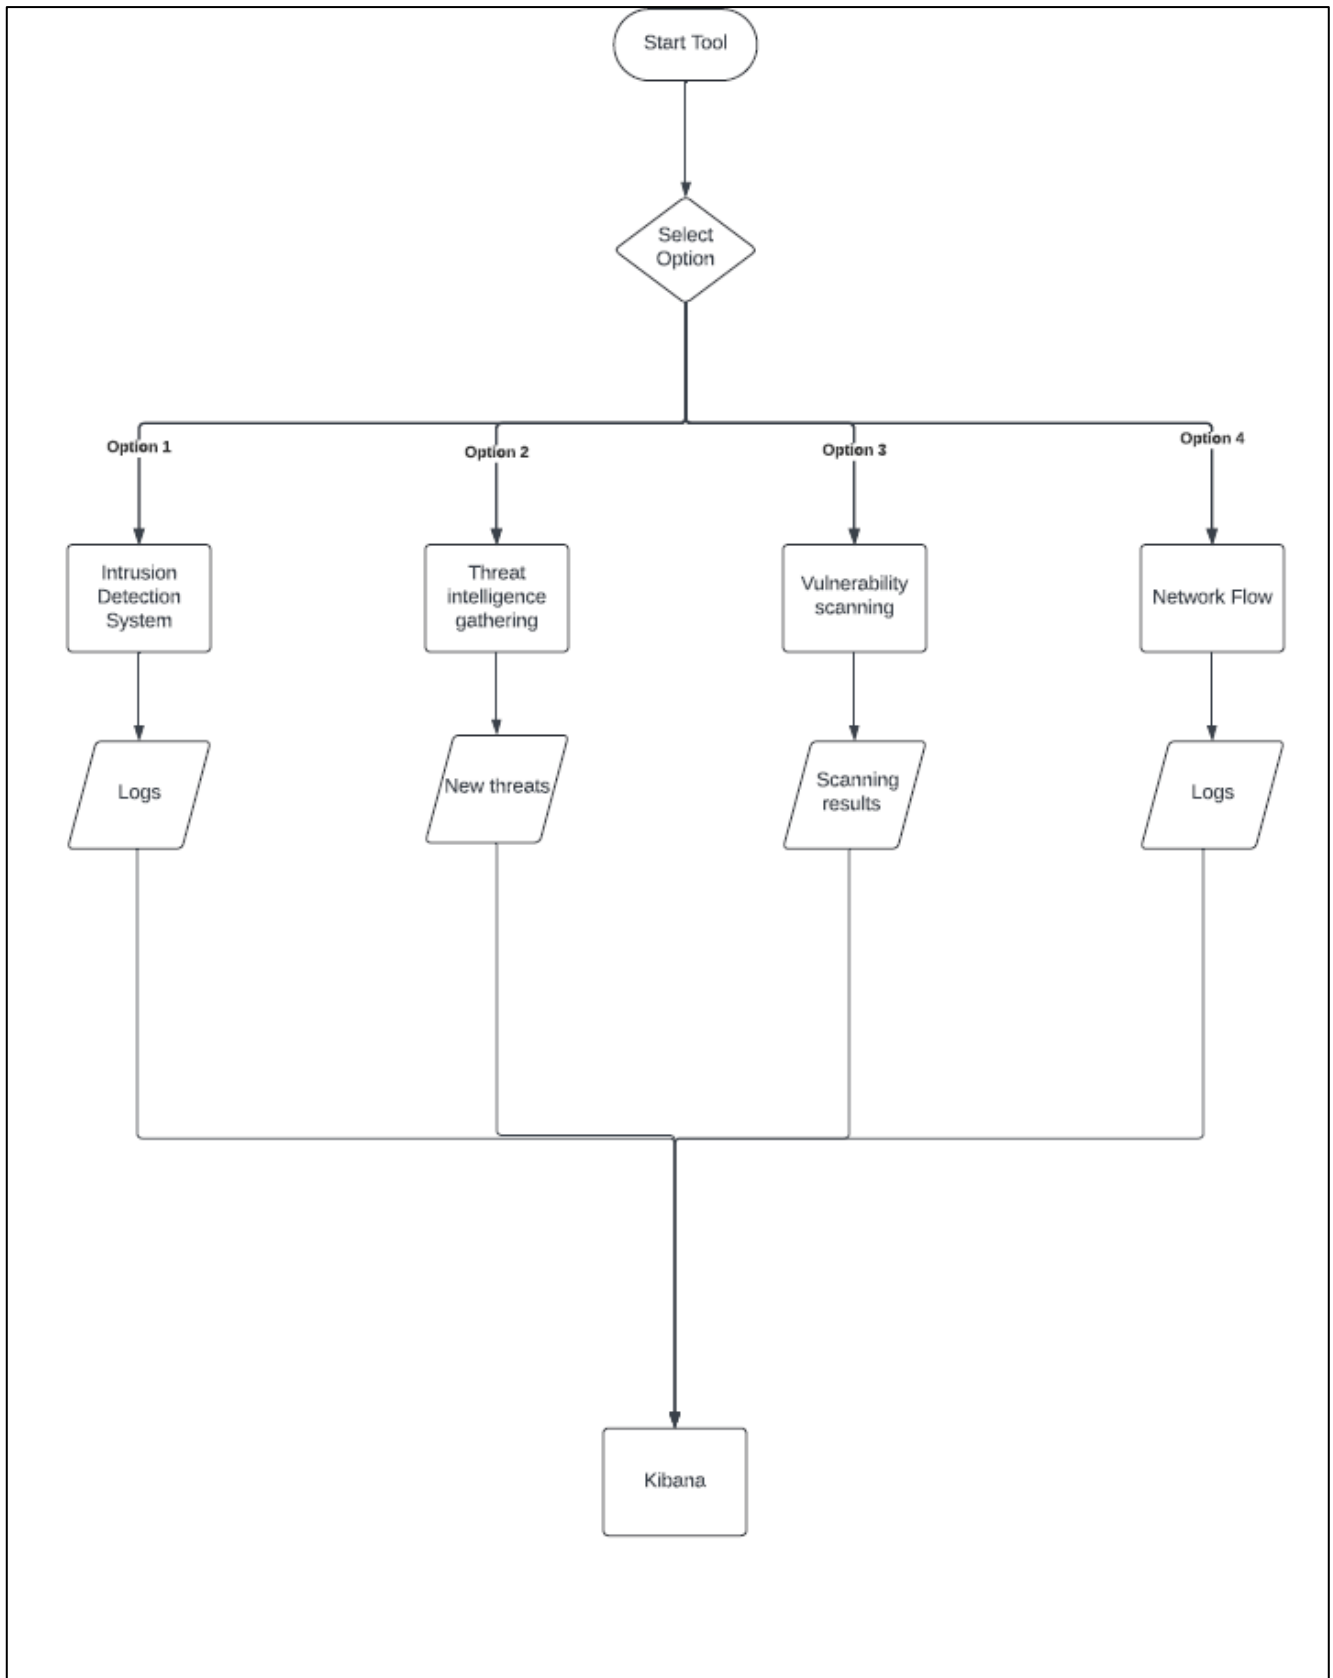 Start Tool
Select
Option
Option 1
Option 2
Option 3
Option 4
Intrusion
Detection
System
Threat
intelligence
gathering
Vulnerability
scanning
Network Flow
Logs
New threats
Scanning
results
Logs
Kibana